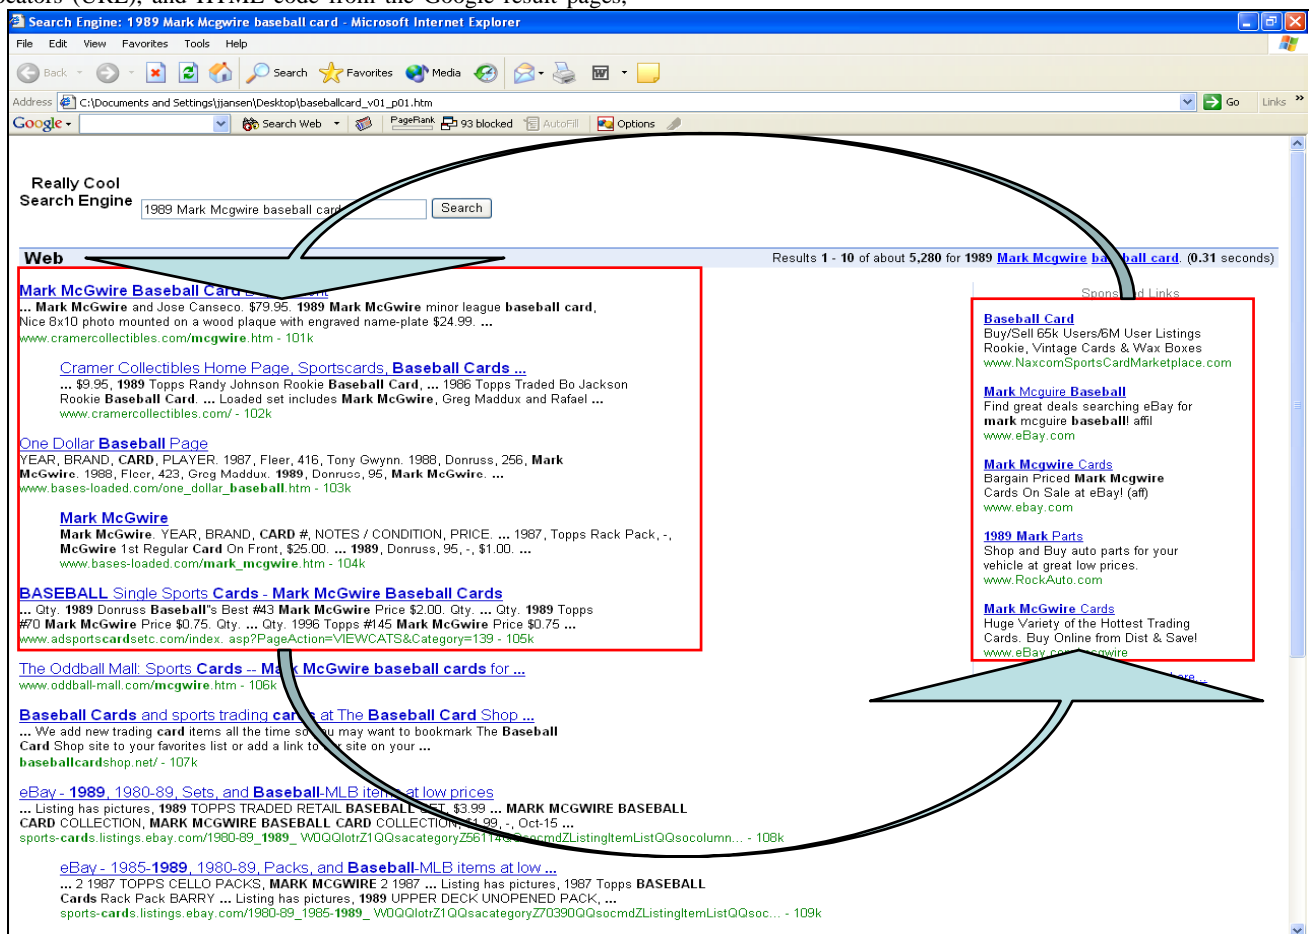 locators (URL), and HTML code from the Google result pages,
Search Engine: 1989 Mark Mcgwire baseball card - Microsoft Internet Explorer
File Edit View Favorites Tools Help
Back Search Favorites Media
Address C:\Documents and Settings\jjansen\Desktop\baseballcard_v01_p01.htm Go Links »
Google Search Web PageRank 93 blocked AutoFill Options
Really Cool
Search Engine
1989 Mark Mcgwire baseball card Search
Web Results 1 - 10 of about 5,280 for 1989 Mark Mcgwire baseball card. (0.31 seconds)
Mark McGwire Baseball Card
... Mark McGwire and Jose Canseco. $79.95. 1989 Mark McGwire minor league baseball card,
Nice 8x10 photo mounted on a wood plaque with engraved name-plate $24.99. ...
www.cramercollectibles.com/mcgwire.htm - 101k
Cramer Collectibles Home Page, Sportscards, Baseball Cards ...
... $9.95, 1989 Topps Randy Johnson Rookie Baseball Card, ... 1986 Topps Traded Bo Jackson
Rookie Baseball Card. ... Loaded set includes Mark McGwire, Greg Maddux and Rafael ...
www.cramercollectibles.com/ - 102k
One Dollar Baseball Page
YEAR, BRAND, CARD, PLAYER. 1987, Fleer, 416, Tony Gwynn. 1988, Donruss, 256, Mark
McGwire. 1988, Fleer, 423, Greg Maddux. 1989, Donruss, 95, Mark McGwire. ...
www.bases-loaded.com/one_dollar_baseball.htm - 103k
Mark McGwire
Mark McGwire. YEAR, BRAND, CARD #, NOTES / CONDITION, PRICE. ... 1987, Topps Rack Pack, -,
McGwire 1st Regular Card On Front, $25.00. ... 1989, Donruss, 95, -, $1.00. ...
www.bases-loaded.com/mark_mcgwire.htm - 104k
BASEBALL Single Sports Cards - Mark McGwire Baseball Cards
... Qty. 1989 Donruss Baseball"s Best #43 Mark McGwire Price $2.00. Qty. ... Qty. 1989 Topps
#70 Mark McGwire Price $0.75. Qty. ... Qty. 1996 Topps #145 Mark McGwire Price $0.75 ...
www.adsportscardsetc.com/index. asp?PageAction=VIEWCATS&Category=139 - 105k
The Oddball Mall: Sports Cards -- Mark McGwire baseball cards for ...
www.oddball-mall.com/mcgwire.htm - 106k
Baseball Cards and sports trading cards at The Baseball Card Shop ...
... We add new trading card items all the time so you may want to bookmark The Baseball
Card Shop site to your favorites list or add a link to our site on your ...
baseballcardshop.net/ - 107k
eBay - 1989, 1980-89, Sets, and Baseball-MLB items at low prices
... Listing has pictures, 1989 TOPPS TRADED RETAIL BASEBALL SET, $3.99 ... MARK MCGWIRE BASEBALL
CARD COLLECTION, MARK MCGWIRE BASEBALL CARD COLLECTION, $1.99, -, Oct-15 ...
sports-cards.listings.ebay.com/1980-89_1989_ W0QQlotrZ1QQsacategoryZ56114QQsocmdZListingItemListQQsocolumn... - 108k
eBay - 1985-1989, 1980-89, Packs, and Baseball-MLB items at low ...
... 2 1987 TOPPS CELLO PACKS, MARK MCGWIRE 2 1987 ... Listing has pictures, 1987 Topps BASEBALL
Cards Rack Pack BARRY ... Listing has pictures, 1989 UPPER DECK UNOPENED PACK, ...
sports-cards.listings.ebay.com/1980-89_1985-1989_ W0QQlotrZ1QQsacategoryZ70390QQsocmdZListingItemListQQsoc... - 109k
Sponsored Links
Baseball Card
Buy/Sell 65k Users/6M User Listings
Rookie, Vintage Cards & Wax Boxes
www.NaxcomSportsCardMarketplace.com
Mark Mcguire Baseball
Find great deals searching eBay for
mark mcguire baseball! affil
www.eBay.com
Mark Mcgwire Cards
Bargain Priced Mark Mcgwire
Cards On Sale at eBay! (aff)
www.ebay.com
1989 Mark Parts
Shop and Buy auto parts for your
vehicle at great low prices.
www.RockAuto.com
Mark McGwire Cards
Huge Variety of the Hottest Trading
Cards. Buy Online from Dist & Save!
www.eBay.com/mcgwire
here...